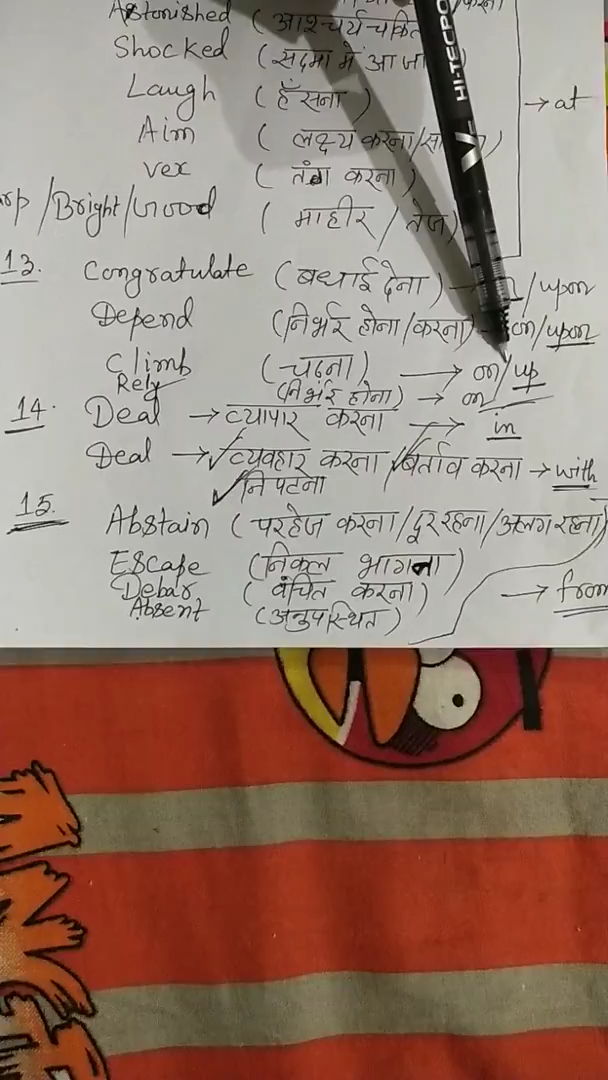 Astonished (आश्चर्यचकित
Shocked (सदमा में आ जा
Laugh (हँसना) → at
Aim (लक्ष्य करना/
Vex (तंग करना)
/Bright/Good (माहीर / तेज)
13. Congratulate (बधाई देना) → /upon
Depend (निर्भर होना/करना) → on/upon
Climb (चढ़ना) → on/up
Rely (निर्भर होना) → on
14. Deal → व्यापार करना → in
Deal → व्यवहार करना / बर्ताव करना → with
निपटना
15. Abstain (परहेज करना/दूर रहना/अलग रहना)
Escape (निकल भागना)
Debar (वंचित करना) → from
Absent (अनुपस्थित)
HI-TECPO